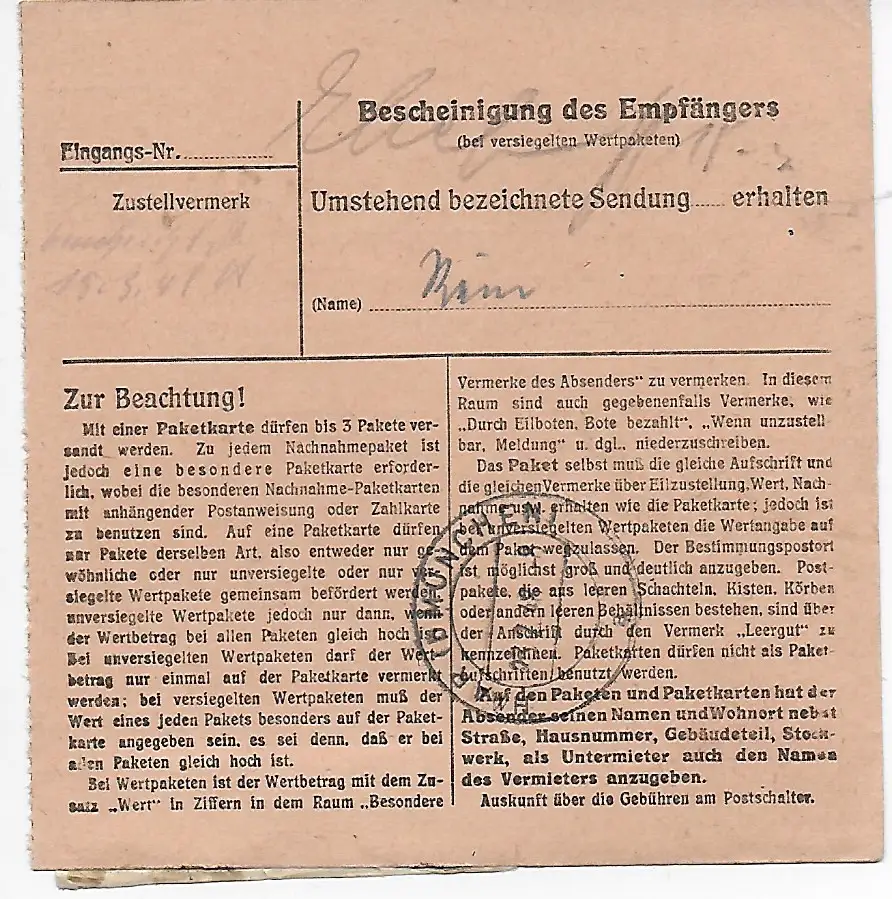 Bescheinigung des Empfängers
(bei versiegelten Wertpaketen)
Eingangs-Nr.
Zustellvermerk
Umstehend bezeichnete Sendung..... erhalten
15. 3. 48
(Name)
Zur Beachtung!
Mit einer Paketkarte dürfen bis 3 Pakete ver-
sandt werden. Zu jedem Nachnahmepaket ist
jedoch eine besondere Paketkarte erforder-
lich, wobei die besonderen Nachnahme-Paketkarten
mit anhängender Postanweisung oder Zahlkarte
zu benutzen sind. Auf eine Paketkarte dürfen
nur Pakete derselben Art, also entweder nur ge-
wöhnliche oder nur unversiegelte oder nur ver-
siegelte Wertpakete gemeinsam befördert werden,
unversiegelte Wertpakete jedoch nur dann, wenn
der Wertbetrag bei allen Paketen gleich hoch ist.
Bei unversiegelten Wertpaketen darf der Wert-
betrag nur einmal auf der Paketkarte vermerkt
werden; bei versiegelten Wertpaketen muß der
Wert eines jeden Pakets besonders auf der Paket-
karte angegeben sein, es sei denn, daß er bei
allen Paketen gleich hoch ist.
Bei Wertpaketen ist der Wertbetrag mit dem Zu-
satz „Wert“ in Ziffern in dem Raum „Besondere
Vermerke des Absenders“ zu vermerken. In diesem
Raum sind auch gegebenenfalls Vermerke, wie
„Durch Eilboten, Bote bezahlt“, „Wenn unzustell-
bar, Meldung“ u. dgl., niederzuschreiben.
Das Paket selbst muß die gleiche Aufschrift und
die gleichen Vermerke über Eilzustellung, Wert, Nach-
nahme usw. erhalten wie die Paketkarte; jedoch ist
bei unversiegelten Wertpaketen die Wertangabe auf
dem Paket wegzulassen. Der Bestimmungspostort
ist möglichst groß und deutlich anzugeben. Post-
pakete, die aus leeren Schachteln, Kisten, Körben
oder andern leeren Behältnissen bestehen, sind über
der Anschrift durch den Vermerk „Leergut“ zu
kennzeichnen. Paketkarten dürfen nicht als Paket-
aufschriften benutzt werden.
Auf den Paketen und Paketkarten hat der
Absender seinen Namen und Wohnort nebst
Straße, Hausnummer, Gebäudeteil, Stock-
werk, als Untermieter auch den Namen
des Vermieters anzugeben.
Auskunft über die Gebühren am Postschalter.
MÜNCHEN